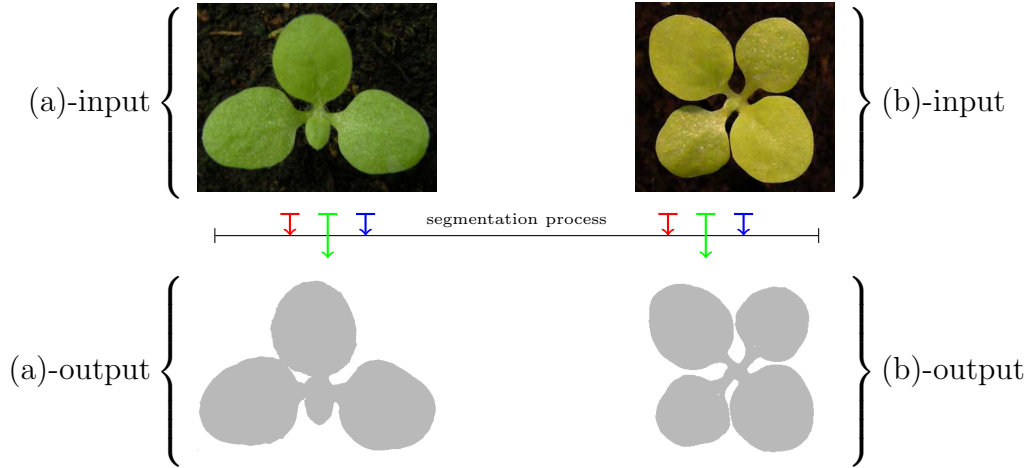 (a)-input
(b)-input
segmentation process
(a)-output
(b)-output